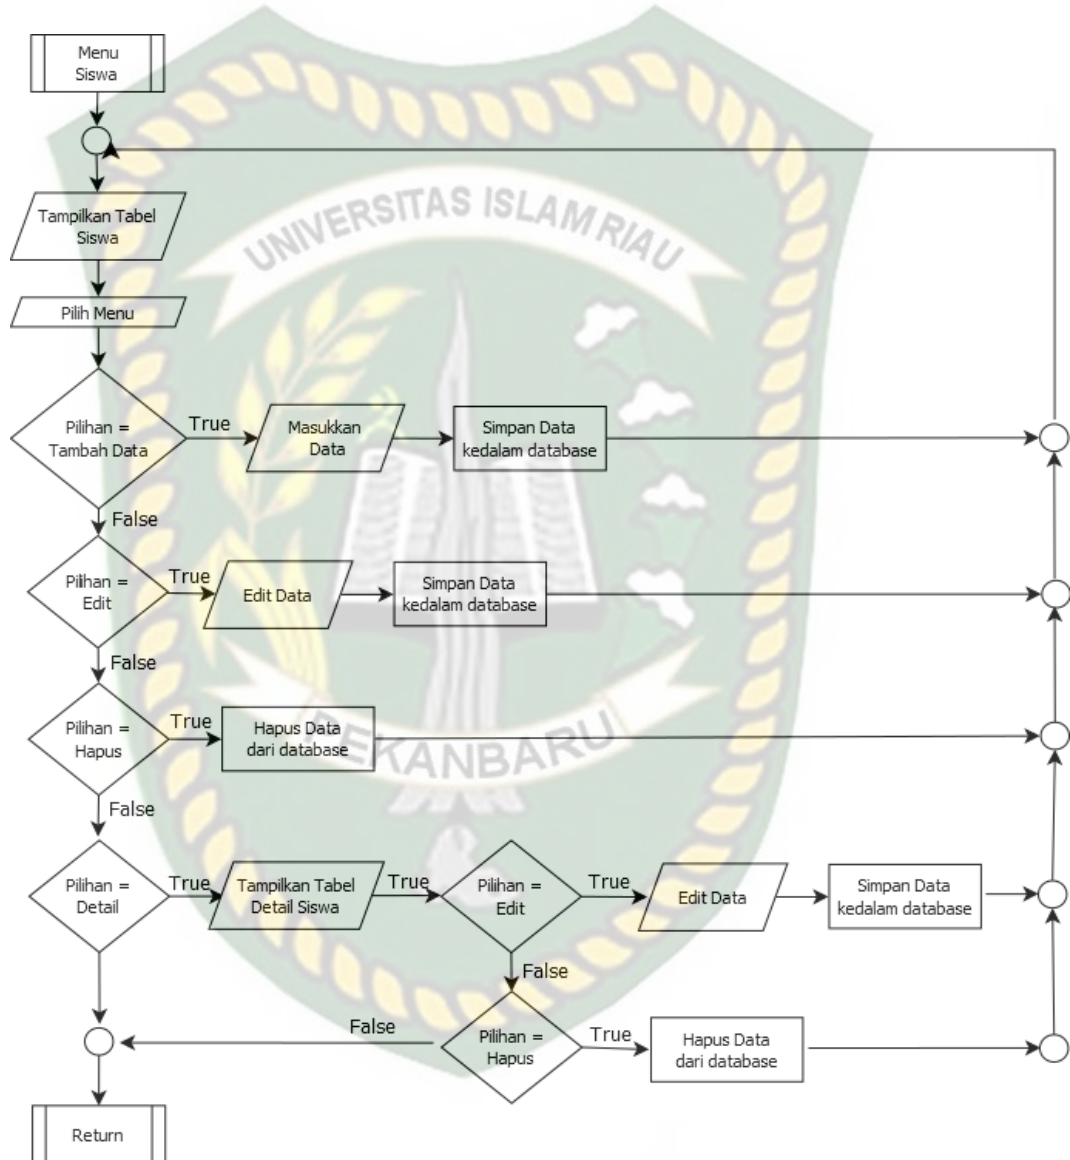 Menu
Siswa
UNIVERSITAS ISLAM RIAU
Tampilkan Tabel
Siswa
Pilih Menu
Pilihan =
Tambah Data
True
Masukkan
Data
Simpan Data
kedalam database
False
Pilihan =
Edit
True
Edit Data
Simpan Data
kedalam database
False
Pilihan =
Hapus
True
Hapus Data
dari database
PEKANBARU
False
Pilihan =
Detail
True
Tampilkan Tabel
Detail Siswa
True
Pilihan =
Edit
True
Edit Data
Simpan Data
kedalam database
False
Pilihan =
Hapus
False
True
Hapus Data
dari database
Return